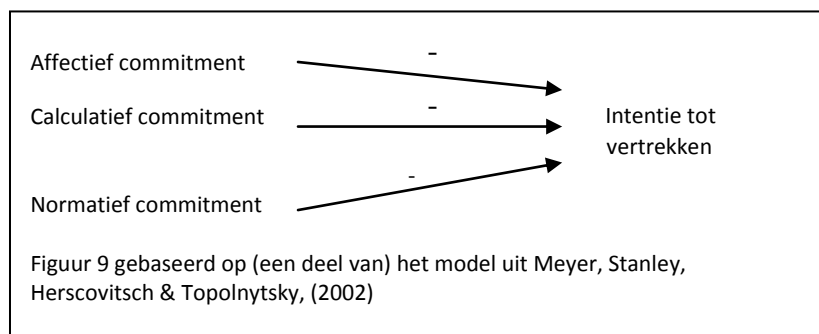 -
Affectief commitment
-
Calculatief commitment
Intentie tot
vertrekken
-
Normatief commitment
Figuur 9 gebaseerd op (een deel van) het model uit Meyer, Stanley,
Herscovitsch & Topolnytsky, (2002)